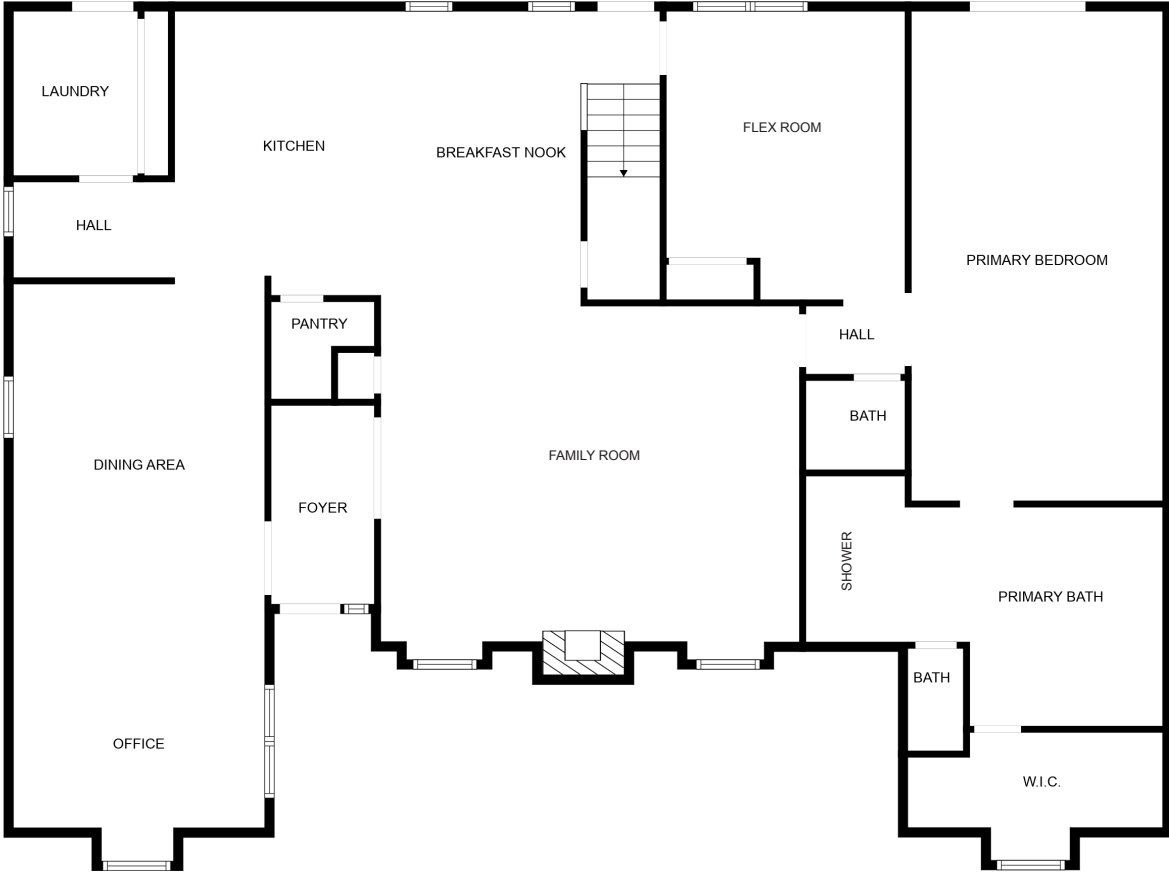 LAUNDRY
KITCHEN
BREAKFAST NOOK
FLEX ROOM
HALL
PRIMARY BEDROOM
PANTRY
HALL
BATH
DINING AREA
FAMILY ROOM
FOYER
SHOWER
PRIMARY BATH
BATH
OFFICE
W.I.C.